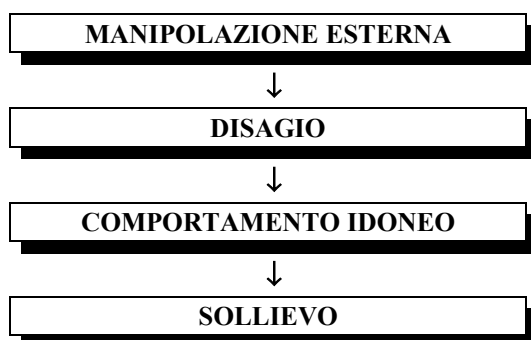 MANIPOLAZIONE ESTERNA
↓
DISAGIO
↓
COMPORTAMENTO IDONEO
↓
SOLLIEVO